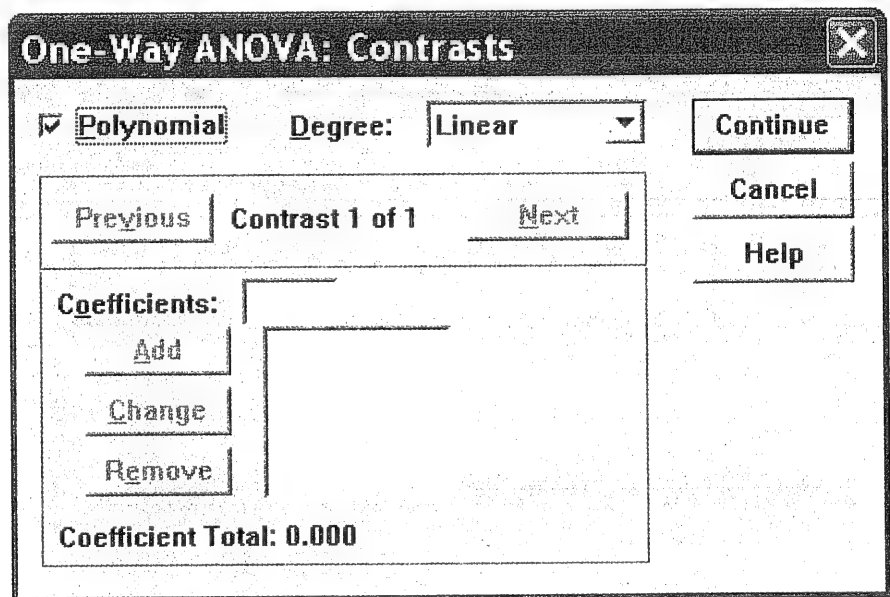 One-Way ANOVA: Contrasts
Polynomial Degree: Linear Continue
Previous Contrast 1 of 1 Next Cancel
Help
Coefficients:
Add
Change
Remove
Coefficient Total: 0.000